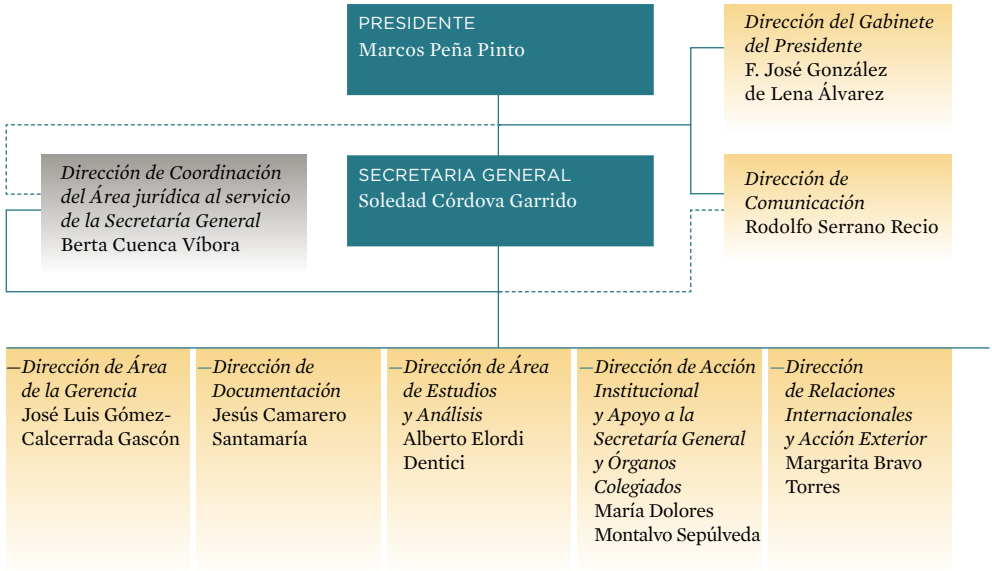 PRESIDENTE
Marcos Peña Pinto
Dirección del Gabinete
del Presidente
F. José González
de Lena Álvarez
Dirección de Coordinación
del Área jurídica al servicio
de la Secretaría General
Berta Cuenca Víbora
SECRETARIA GENERAL
Soledad Córdova Garrido
Dirección de
Comunicación
Rodolfo Serrano Recio
—Dirección de Área
de la Gerencia
José Luis Gómez-
Calcerrada Gascón
—Dirección de
Documentación
Jesús Camarero
Santamaría
—Dirección de Área
de Estudios
y Análisis
Alberto Elordi
Dentici
—Dirección de Acción
Institucional
y Apoyo a la
Secretaría General
y Órganos
Colegiados
María Dolores
Montalvo Sepúlveda
—Dirección
de Relaciones
Internacionales
y Acción Exterior
Margarita Bravo
Torres